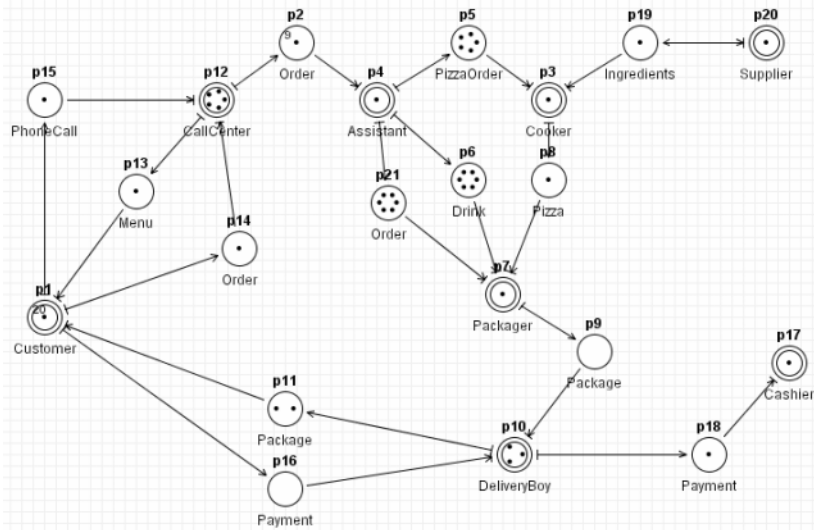 p2
9
Order
p5
PizzaOrder
p19
Ingredients
p20
Supplier
p15
PhoneCall
p12
CallCenter
p4
Assistant
p3
Cooker
p13
Menu
p14
Order
p21
Order
p6
Drink
p8
Pizza
p1
20
Customer
p7
Packager
p9
Package
p17
Cashier
p11
Package
p10
DeliveryBoy
p18
Payment
p16
Payment